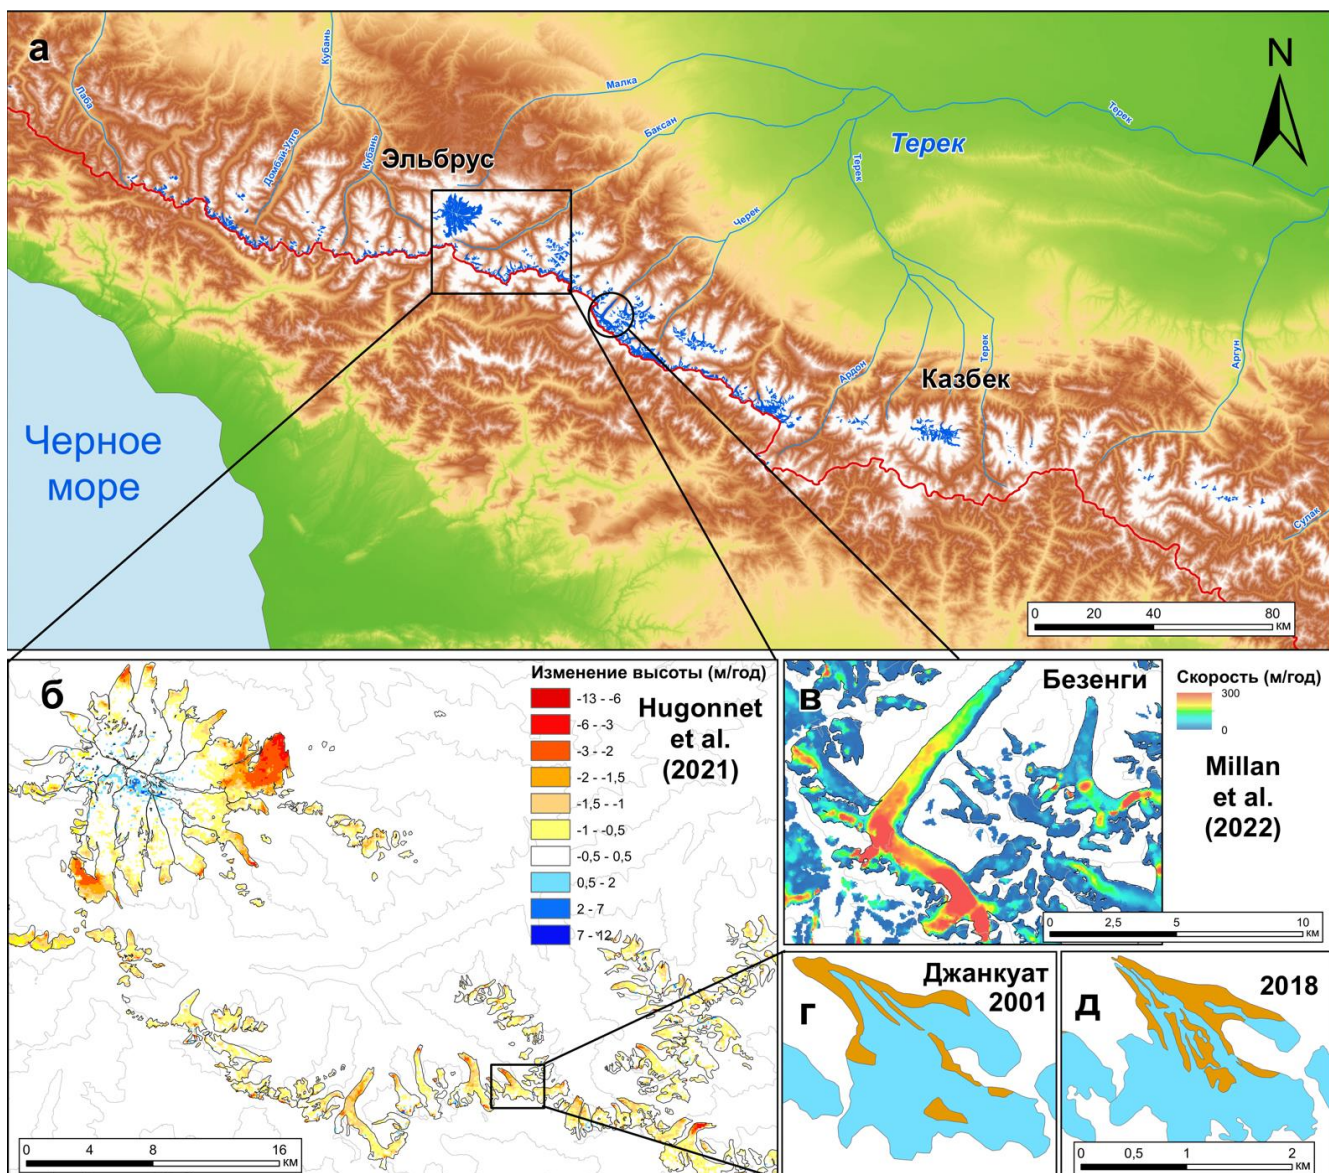 а
N
Кубань
Лаба
Домбай-Улге
Кубань
Малка
Баксан
Эльбрус
Терек
Терек
Терек
Терек
Черек
Ардон
Терек
Казбек
Аргун
Сулак
Черное
море
0 20 40 80
км
б
Изменение высоты (м/год)
-13 - -6
-6 - -3
-3 - -2
-2 - -1,5
-1,5 - -1
-1 - -0,5
-0,5 - 0,5
0,5 - 2
2 - 7
7 - 12
Hugonnet
et al.
(2021)
0 4 8 16
км
в
Безенги
Скорость (м/год)
300
0
Millan
et al.
(2022)
0 2,5 5 10
км
г
Джанкуат
2001
д
2018
0 0,5 1 2
км